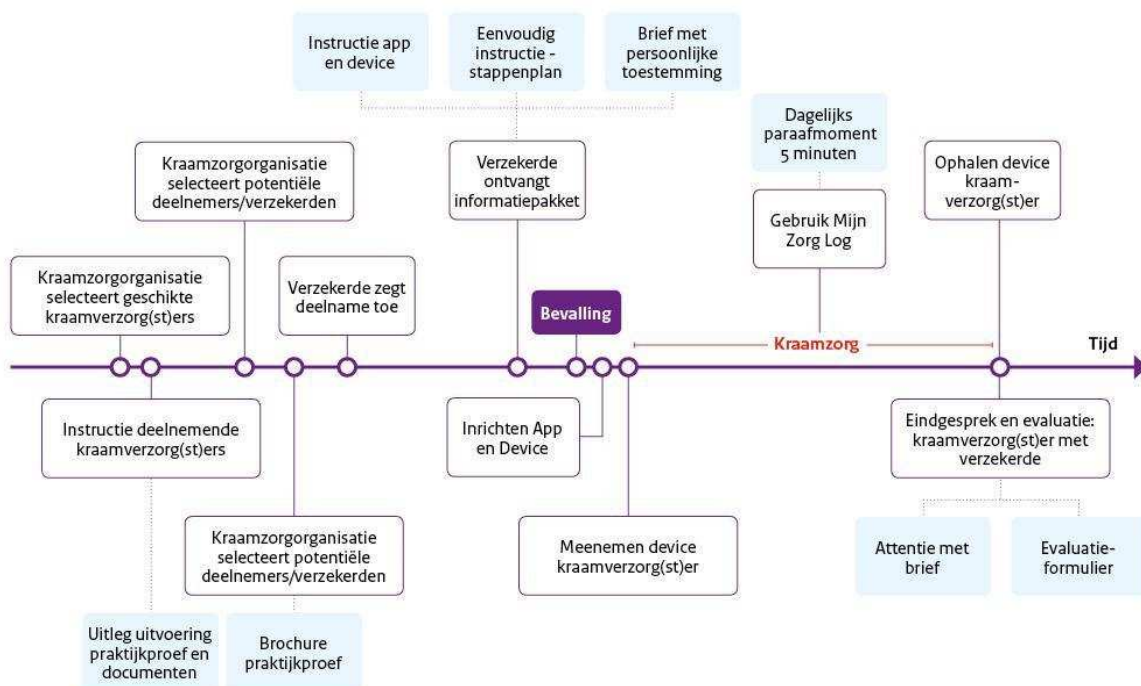 Instructie app
en device
Eenvoudig
instructie -
stappenplan
Brief met
persoonlijke
toestemming
Dagelijks
paraafmoment
5 minuten
Kraamzorgorganisatie
selecteert potentiële
deelnemers/verzekerden
Verzekerde
ontvangt
informatiepakket
Gebruik Mijn
Zorg Log
Ophalen device
kraam-
verzorg(st)er
Kraamzorgorganisatie
selecteert geschikte
kraamverzorg(st)ers
Verzekerde zegt
deelname toe
Bevalling
Kraamzorg
Tijd
Instructie deelnemende
kraamverzorg(st)ers
Inrichten App
en Device
Eindgesprek en evaluatie:
kraamverzorg(st)er met
verzekerde
Kraamzorgorganisatie
selecteert potentiële
deelnemers/verzekerden
Meenemen device
kraamverzorg(st)er
Attentie met
brief
Evaluatie-
formulier
Uitleg uitvoering
praktijkproef en
documenten
Brochure
praktijkproef